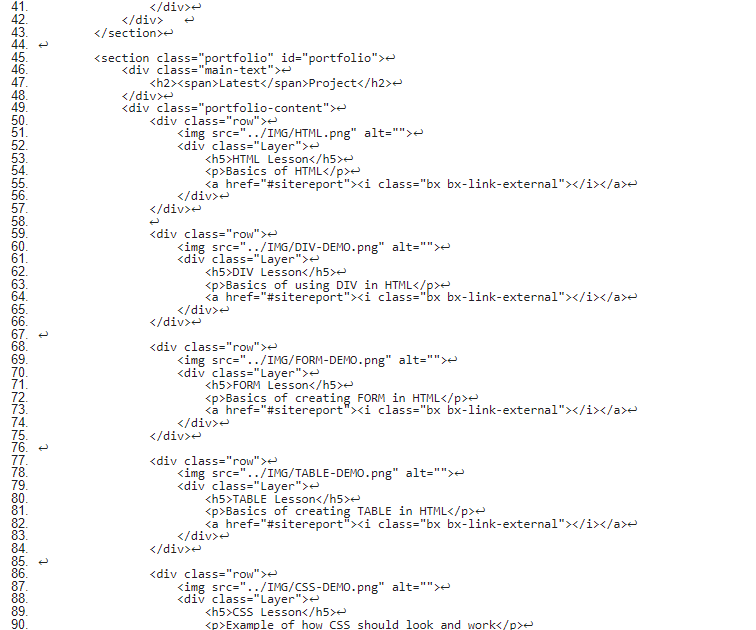 41. </div>↩
42. </div> ↩
43. </section>↩
44. ↩
45. <section class="portfolio" id="portfolio">↩
46. <div class="main-text">↩
47. <h2><span>Latest</span>Project</h2>↩
48. </div>↩
49. <div class="portfolio-content">↩
50. <div class="row">↩
51. <img src="../IMG/HTML.png" alt="">↩
52. <div class="Layer">↩
53. <h5>HTML Lesson</h5>↩
54. <p>Basics of HTML</p>↩
55. <a href="#sitereport"><i class="bx bx-link-external"></i></a>↩
56. </div>↩
57. </div>↩
58. ↩
59. <div class="row">↩
60. <img src="../IMG/DIV-DEMO.png" alt="">↩
61. <div class="Layer">↩
62. <h5>DIV Lesson</h5>↩
63. <p>Basics of using DIV in HTML</p>↩
64. <a href="#sitereport"><i class="bx bx-link-external"></i></a>↩
65. </div>↩
66. </div>↩
67. ↩
68. <div class="row">↩
69. <img src="../IMG/FORM-DEMO.png" alt="">↩
70. <div class="Layer">↩
71. <h5>FORM Lesson</h5>↩
72. <p>Basics of creating FORM in HTML</p>↩
73. <a href="#sitereport"><i class="bx bx-link-external"></i></a>↩
74. </div>↩
75. </div>↩
76. ↩
77. <div class="row">↩
78. <img src="../IMG/TABLE-DEMO.png" alt="">↩
79. <div class="Layer">↩
80. <h5>TABLE Lesson</h5>↩
81. <p>Basics of creating TABLE in HTML</p>↩
82. <a href="#sitereport"><i class="bx bx-link-external"></i></a>↩
83. </div>↩
84. </div>↩
85. ↩
86. <div class="row">↩
87. <img src="../IMG/CSS-DEMO.png" alt="">↩
88. <div class="Layer">↩
89. <h5>CSS Lesson</h5>↩
90. <p>Example of how CSS should look and work</p>↩